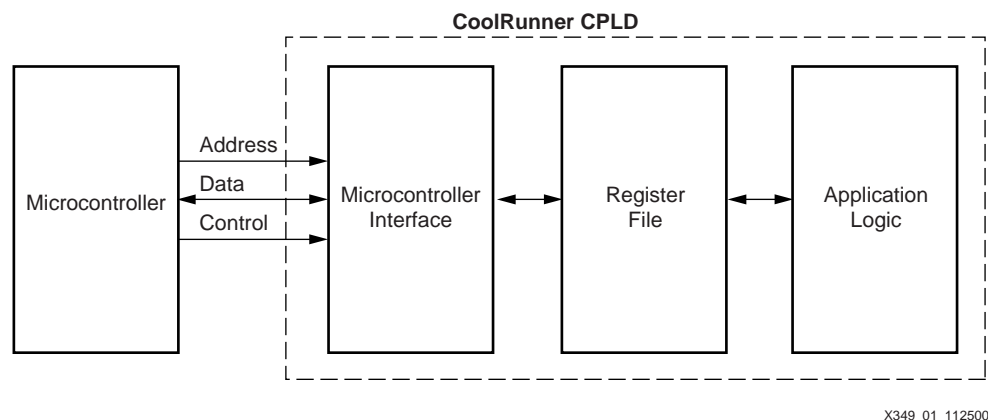 CoolRunner CPLD
Microcontroller
Address
Data
Control
Microcontroller
Interface
Register
File
Application
Logic
X349_01_112500